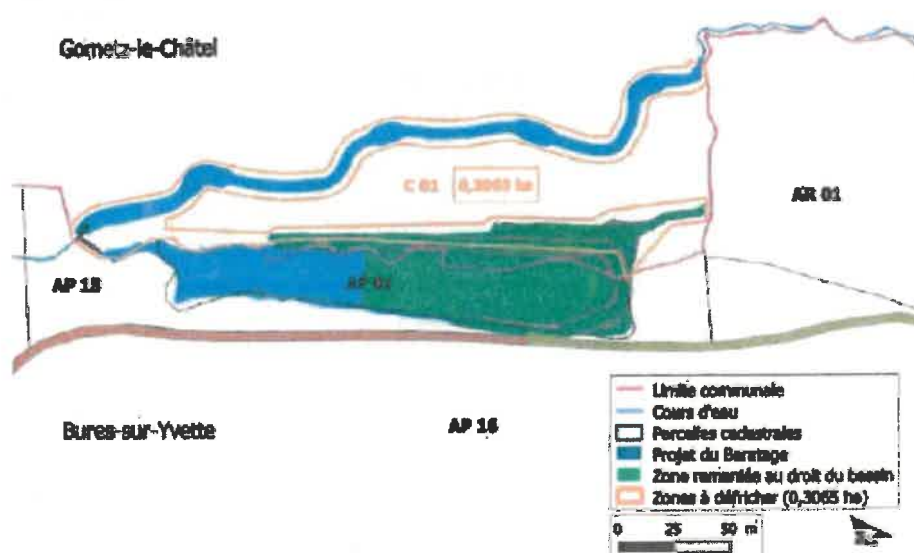 Gometz-le-Châtel
C 01 0,3065 ha
AR 01
AP 01
Bures-sur-Yvette
AP 16
Limite communale
Cours d'eau
Parcelles cadastrales
Projet du Barrage
Zone remaniée au droit du bassin
Zones à défricher (0,3065 ha)
0 25 50 m